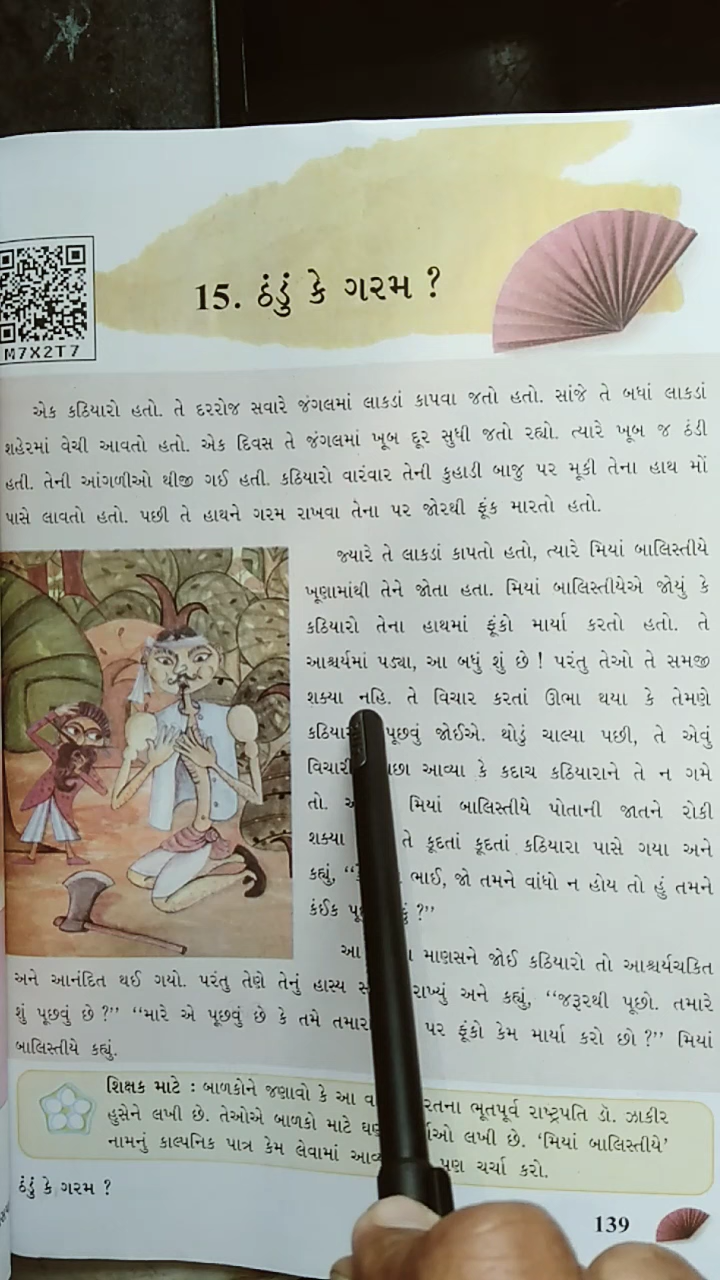 M7X2T7
15. ઠંડું કે ગરમ ?
એક કઠિયારો હતો. તે દરરોજ સવારે જંગલમાં લાકડાં કાપવા જતો હતો. સાંજે તે બધાં લાકડાં
શહેરમાં વેચી આવતો હતો. એક દિવસ તે જંગલમાં ખૂબ દૂર સુધી જતો રહ્યો. ત્યારે ખૂબ જ ઠંડી
હતી. તેની આંગળીઓ થીજી ગઈ હતી. કઠિયારો વારંવાર તેની કુહાડી બાજુ પર મૂકી તેના હાથ મોં
પાસે લાવતો હતો. પછી તે હાથને ગરમ રાખવા તેના પર જોરથી ફૂંક મારતો હતો.
જ્યારે તે લાકડાં કાપતો હતો, ત્યારે મિયાં બાલિસ્તીયે
ખૂણામાંથી તેને જોતા હતા. મિયાં બાલિસ્તીયેએ જોયું કે
કઠિયારો તેના હાથમાં ફૂંકો માર્યા કરતો હતો. તે
આશ્ચર્યમાં પડ્યા, આ બધું શું છે ! પરંતુ તેઓ તે સમજી
શક્યા નહિ. તે વિચાર કરતાં ઊભા થયા કે તેમણે
પૂછવું જોઈએ. થોડું ચાલ્યા પછી, તે એવું
વિચારી આવ્યા કે કદાચ કઠિયારાને તે ન ગમે
તો. મિયાં બાલિસ્તીયે પોતાની જાતને રોકી
શક્યા તે કૂદતાં કૂદતાં કઠિયારા પાસે ગયા અને
કહ્યું, ભાઈ, જો તમને વાંધો ન હોય તો હું તમને
કંઈક ?”
આ માણસને જોઈ કઠિયારો તો આશ્ચર્યચકિત
અને આનંદિત થઈ ગયો. પરંતુ તેણે તેનું હાસ્ય રાખ્યું અને કહ્યું, “જરૂરથી પૂછો. તમારે
શું પૂછવું છે ?” “મારે એ પૂછવું છે કે તમે પર ફૂંકો કેમ માર્યા કરો છો ?” મિયાં
બાલિસ્તીયે કહ્યું.
શિક્ષક માટે : બાળકોને જણાવો કે આ ભૂતપૂર્વ રાષ્ટ્રપતિ ડૉ. ઝાકીર
હુસેને લખી છે. તેઓએ બાળકો માટે લખી છે. ‘મિયાં બાલિસ્તીયે’
નામનું કાલ્પનિક પાત્ર કેમ લેવામાં પણ ચર્ચા કરો.
ઠંડું કે ગરમ ?
139